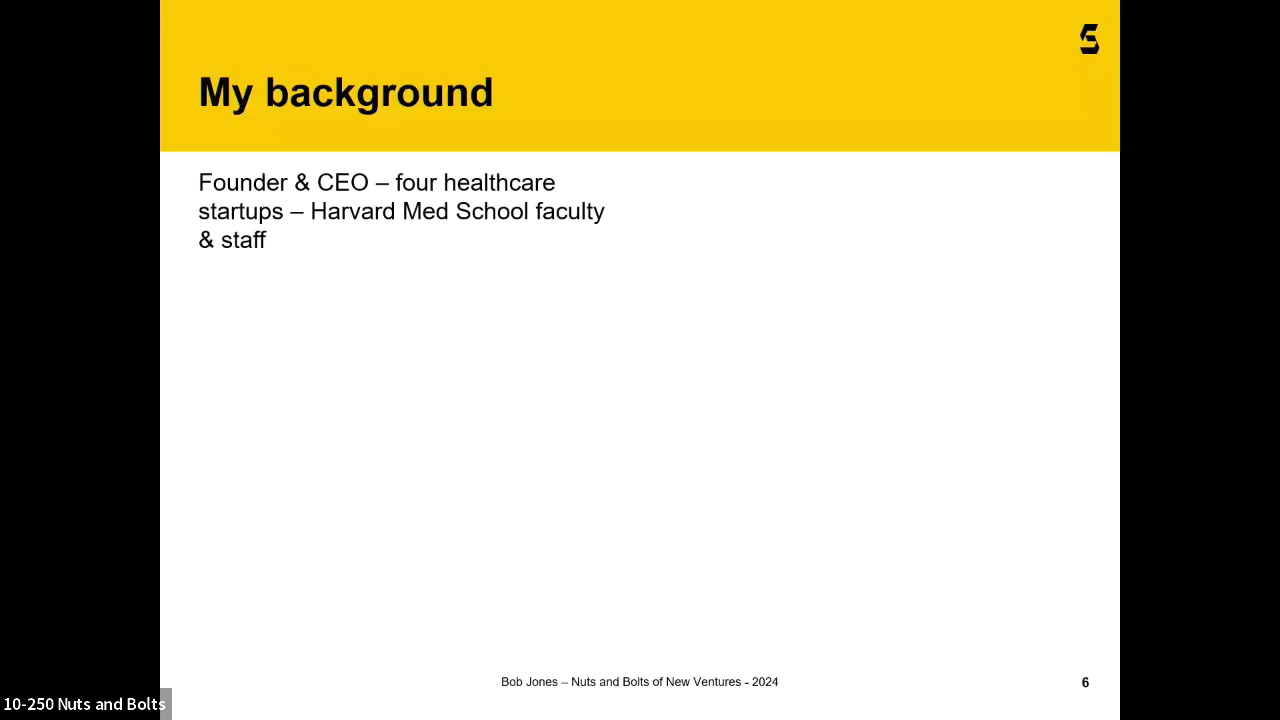 My background
Founder & CEO – four healthcare
startups – Harvard Med School faculty
& staff
Bob Jones – Nuts and Bolts of New Ventures - 2024
6
10-250 Nuts and Bolts